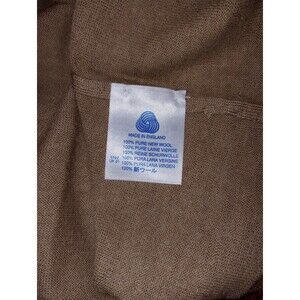 MADE IN ENGLAND
100% PURE NEW WOOL
100% PURE LAINE VIERGE
100% REINE SCHURWOLLE
100% PURA LANA VERGINE
100% PURA LANA VIRGEN
100% 新ウール